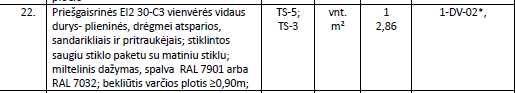 22. Priešgaisrinės EI2 30-C3 vienvėrės vidaus TS-5; vnt. 1 1-DV-02*,
durys- plieninės, drėgmei atsparios, TS-3 m² 2,86
sandarikliais ir pritraukėjais; stiklintos
saugiu stiklo paketu su matiniu stiklu;
miltelinis dažymas, spalva RAL 7901 arba
RAL 7032; bekliūtis varčios plotis ≥0,90m;